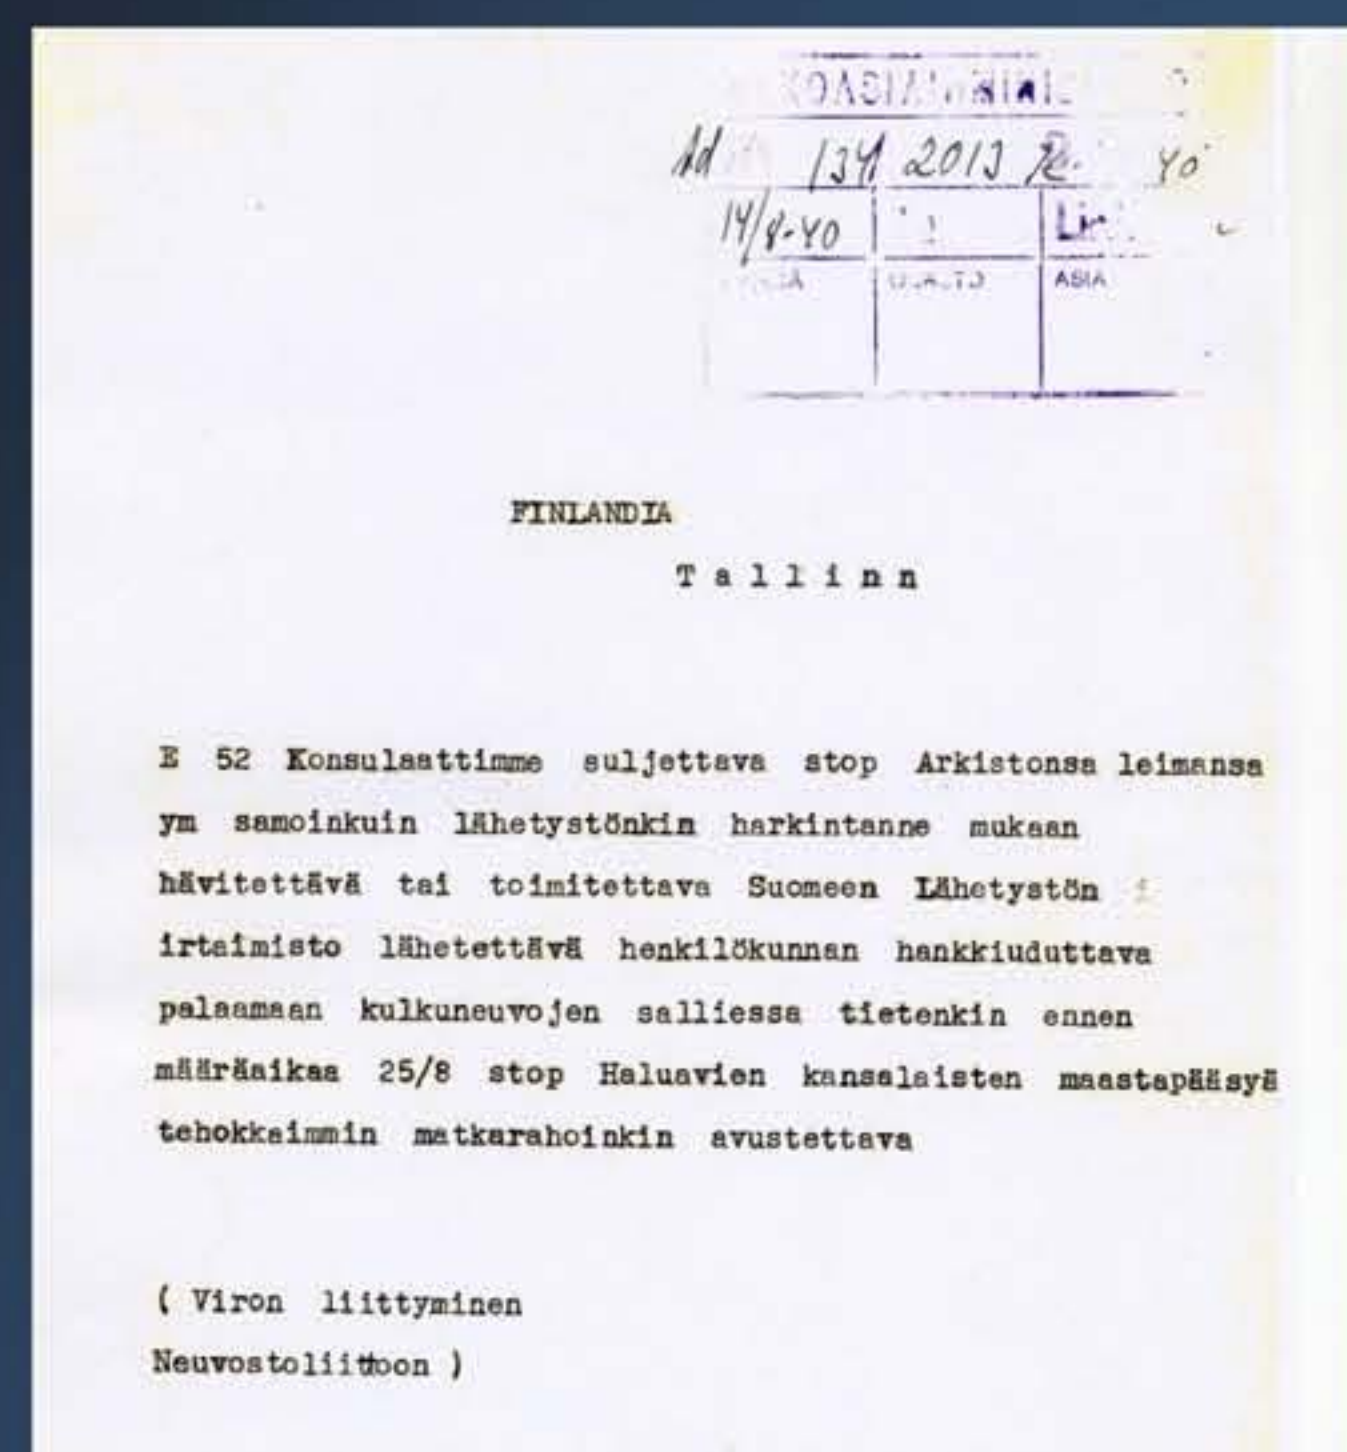 14/8-40
ASIA
FINLANDIA
Tallinn
E 52 Konsulaattimme suljettava stop Arkistonsa leimansa
ym samoinkuin lähetystönkin harkintanne mukaan
hävitettävä tai toimitettava Suomeen Lähetystön
irtaimisto lähetettävä henkilökunnan hankkiuduttava
palaamaan kulkuneuvojen salliessa tietenkin ennen
määräaikaa 25/8 stop Haluavien kansalaisten maastapääsyä
tehokkaimmin matkarahoinkin avustettava
( Viron liittyminen
Neuvostoliittoon )